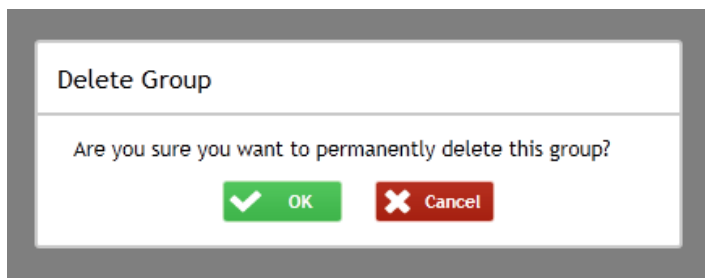 Delete Group
Are you sure you want to permanently delete this group?
OK
Cancel